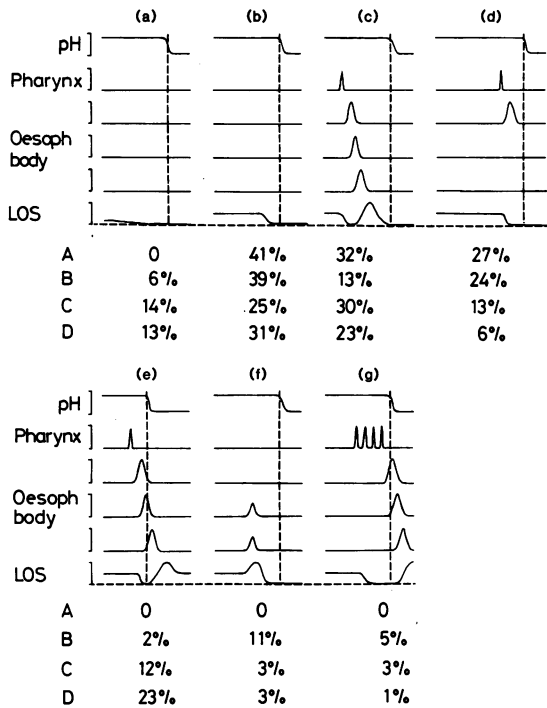 (a) (b) (c) (d)
pH
Pharynx
Oesoph
body
LOS
A 0 41% 32% 27%
B 6% 39% 13% 24%
C 14% 25% 30% 13%
D 13% 31% 23% 6%
(e) (f) (g)
pH
Pharynx
Oesoph
body
LOS
A 0 0 0
B 2% 11% 5%
C 12% 3% 3%
D 23% 3% 1%